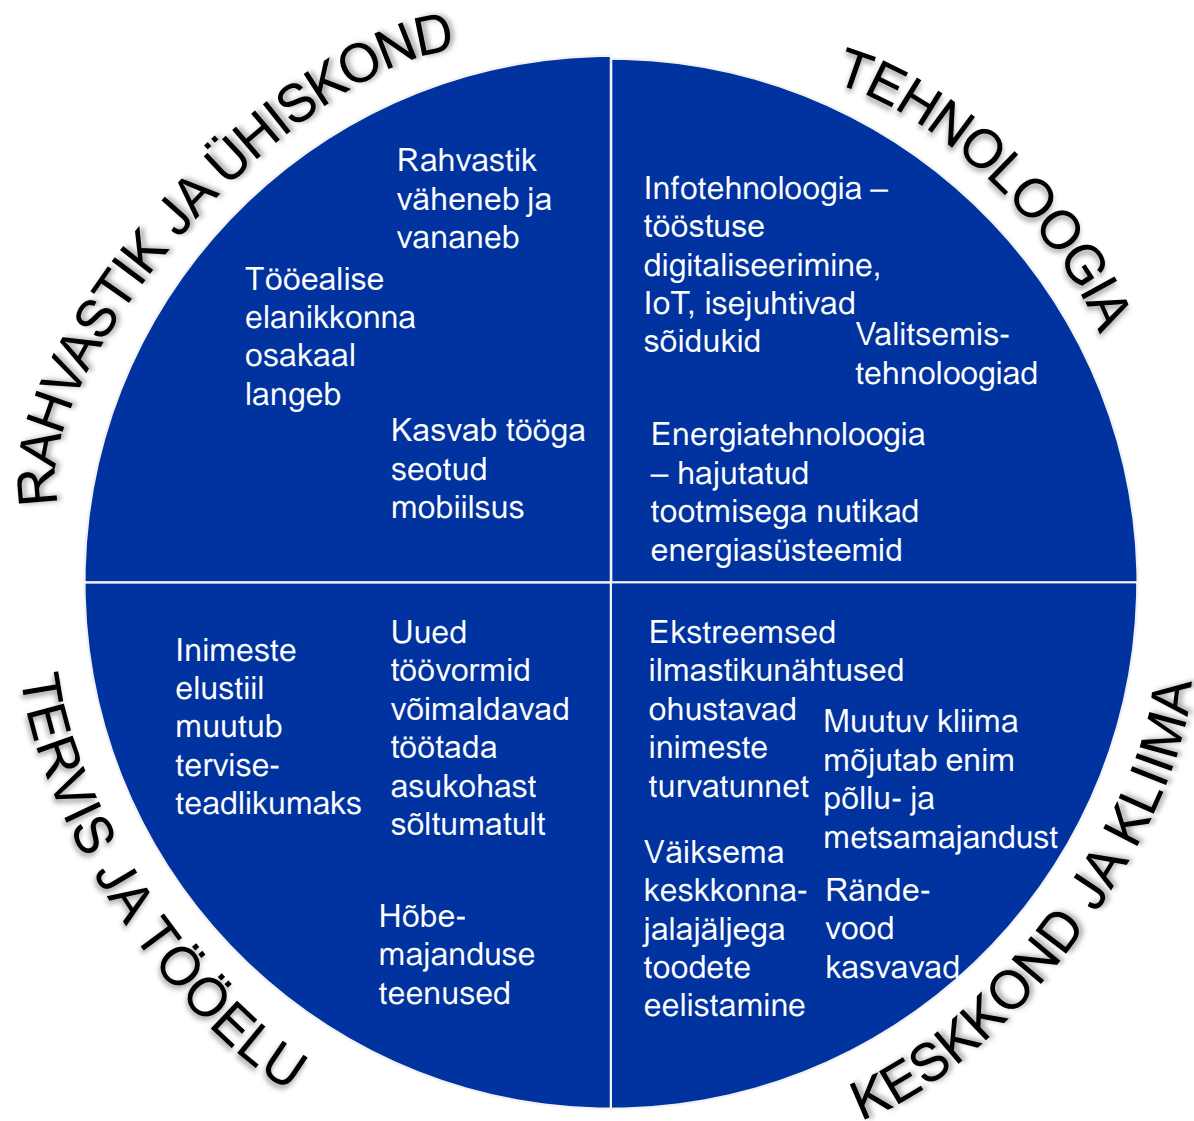 RAHVASTIK JA ÜHISKOND
Rahvastik
väheneb ja
vananeb
Tööealise
elanikkonna
osakaal
langeb
Kasvab tööga
seotud
mobiilsus
TEHNOLOOGIA
Infotehnoloogia –
tööstuse
digitaliseerimine,
IoT, isejuhtivad
sõidukid
Valitsemis-
tehnoloogiad
Energiatehnoloogia
– hajutatud
tootmisega nutikad
energiasüsteemid
TERVIS JA TÖÖELU
Inimeste
elustiil
muutub
tervise-
teadlikumaks
Uued
töövormid
võimaldavad
töötada
asukohast
sõltumatult
Hõbe-
majanduse
teenused
KESKKOND JA KLIIMA
Ekstreemsed
ilmastikunähtused
ohustavad
inimeste
turvatunnet
Muutuv kliima
mõjutab enim
põllu- ja
metsamajandust
Väiksema
keskkonna-
jalajäljega
toodete
eelistamine
Rände-
vood
kasvavad